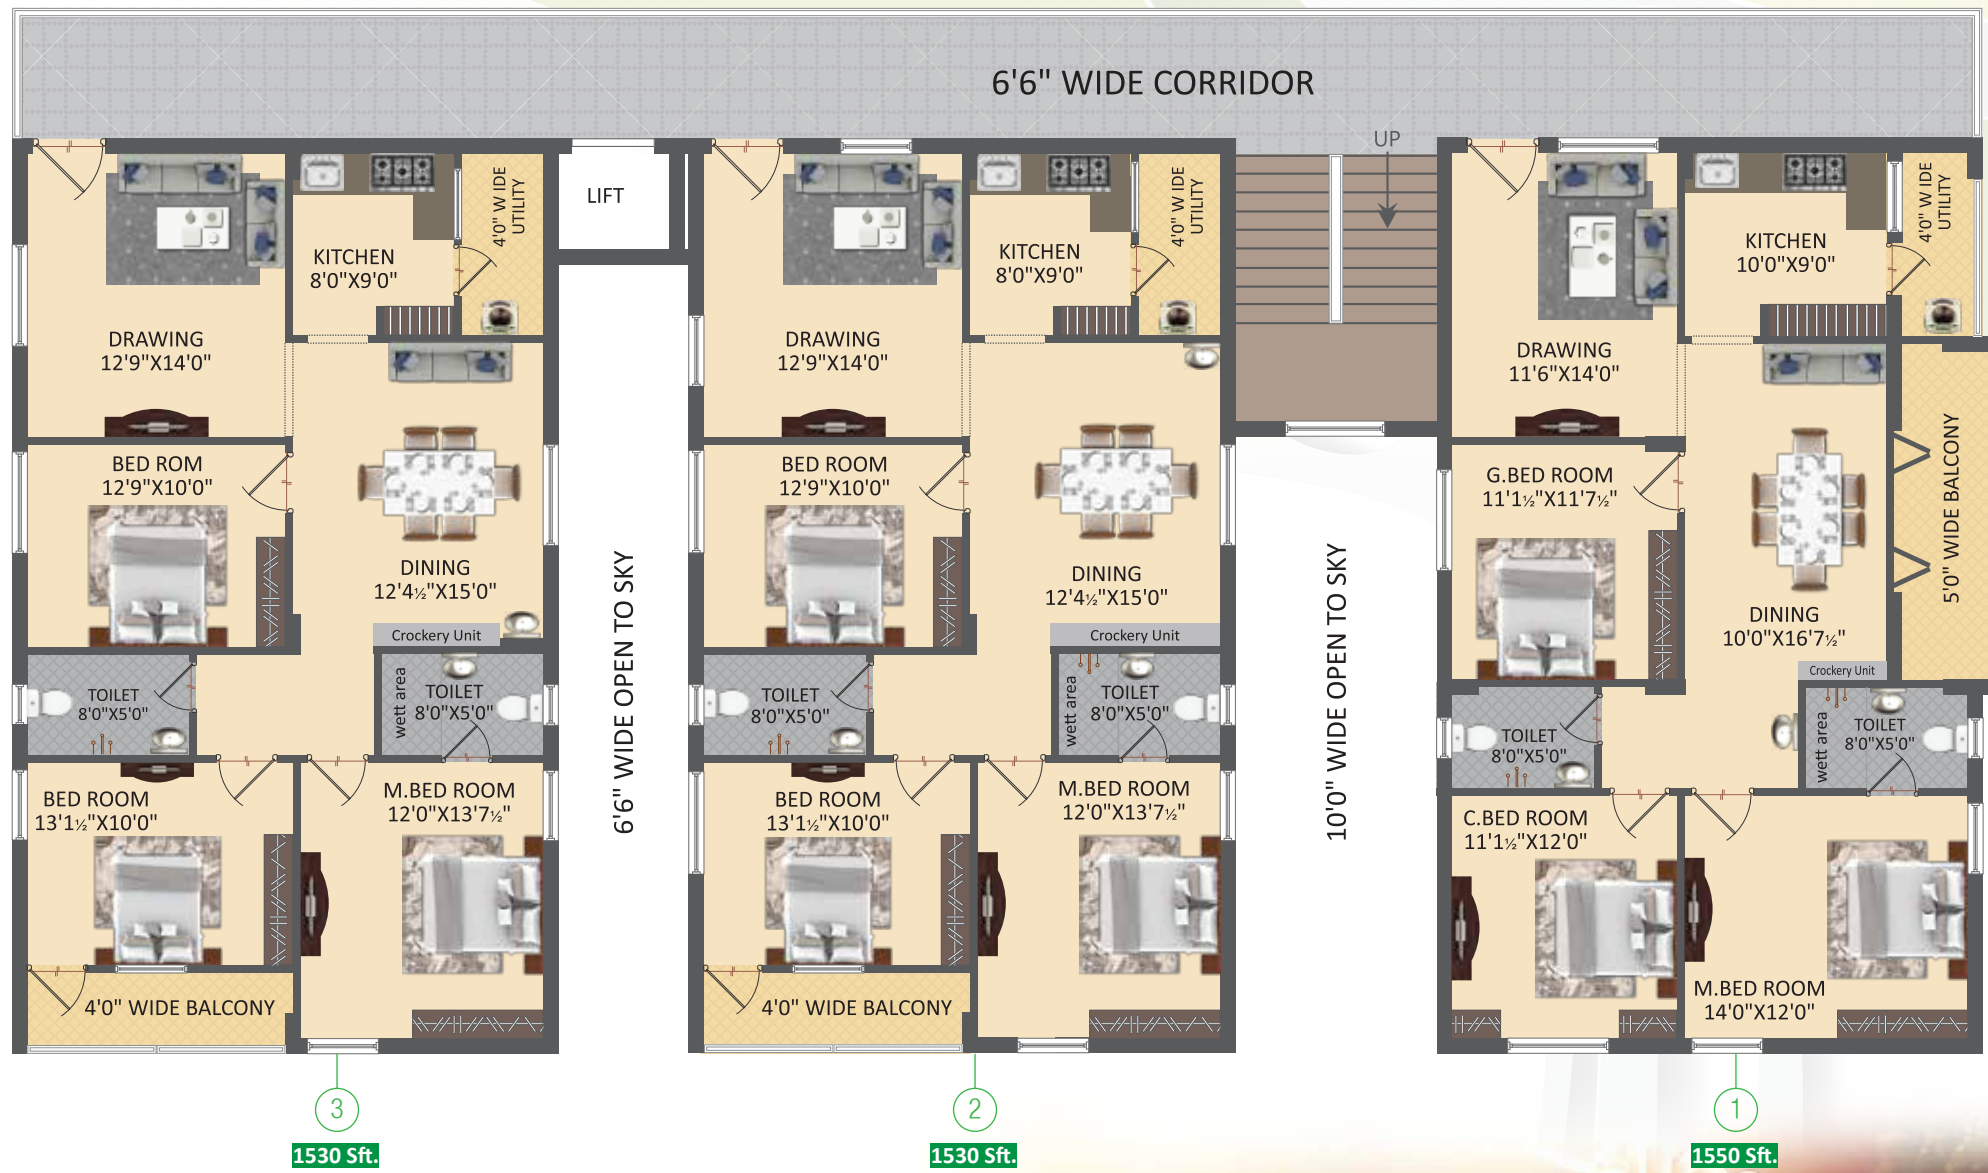 6'6" WIDE CORRIDOR
UP
LIFT
DRAWING
12'9"X14'0"
KITCHEN
8'0"X9'0"
4'0" W IDE
UTILITY
BED ROM
12'9"X10'0"
DINING
12'4½"X15'0"
Crockery Unit
TOILET
8'0"X5'0"
wett area
TOILET
8'0"X5'0"
BED ROOM
13'1½"X10'0"
M.BED ROOM
12'0"X13'7½"
4'0" WIDE BALCONY
6'6" WIDE OPEN TO SKY
DRAWING
12'9"X14'0"
KITCHEN
8'0"X9'0"
4'0" W IDE
UTILITY
BED ROOM
12'9"X10'0"
DINING
12'4½"X15'0"
Crockery Unit
TOILET
8'0"X5'0"
wett area
TOILET
8'0"X5'0"
BED ROOM
13'1½"X10'0"
M.BED ROOM
12'0"X13'7½"
4'0" WIDE BALCONY
10'0" WIDE OPEN TO SKY
DRAWING
11'6"X14'0"
KITCHEN
10'0"X9'0"
4'0" W IDE
UTILITY
G.BED ROOM
11'1½"X11'7½"
5'0" WIDE BALCONY
DINING
10'0"X16'7½"
Crockery Unit
TOILET
8'0"X5'0"
wett area
TOILET
8'0"X5'0"
C.BED ROOM
11'1½"X12'0"
M.BED ROOM
14'0"X12'0"
3
1530 Sft.
2
1530 Sft.
1
1550 Sft.